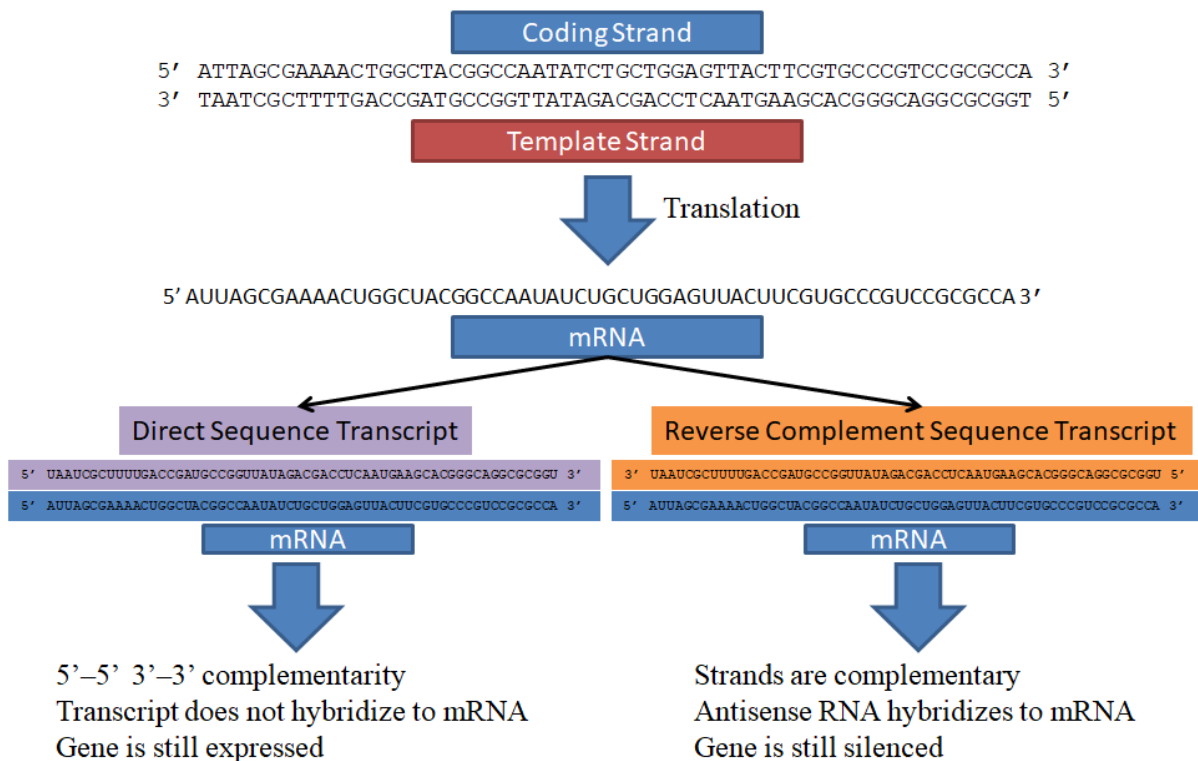 Coding Strand
5’ ATTAGCGAAAACTGGCTACGGCCAATATCTGCTGGAGTTACTTCGTGCCCGTCCGCGCCA 3’
3’ TAATCGCTTTTGACCGATGCCGGTTATAGACGACCTCAATGAAGCACGGGCAGGCGCGGT 5’
Template Strand
Translation
5’ AUUAGCGAAAACUGGCUACGGCCAAUAUCUGCUGGAGUUACUUCGUGCCCGUCCGCGCCA 3’
mRNA
Direct Sequence Transcript
5’ UAAUCGCUUUUGACCGAUGCCGGUUAUAGACGACCUCAAUGAAGCACGGGCAGGCGCGGU 3’
5’ AUUAGCGAAAACUGGCUACGGCCAAUAUCUGCUGGAGUUACUUCGUGCCCGUCCGCGCCA 3’
mRNA
5’–5’ 3’–3’ complementarity
Transcript does not hybridize to mRNA
Gene is still expressed
Reverse Complement Sequence Transcript
3’ UAAUCGCUUUUGACCGAUGCCGGUUAUAGACGACCUCAAUGAAGCACGGGCAGGCGCGGU 5’
5’ AUUAGCGAAAACUGGCUACGGCCAAUAUCUGCUGGAGUUACUUCGUGCCCGUCCGCGCCA 3’
mRNA
Strands are complementary
Antisense RNA hybridizes to mRNA
Gene is still silenced